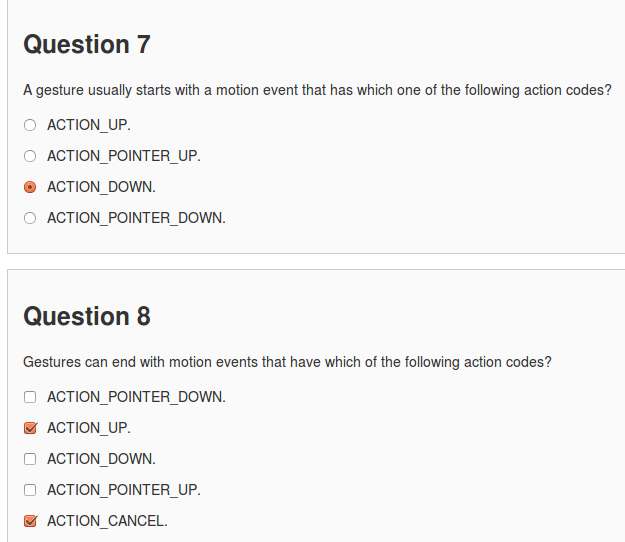 Question 7
A gesture usually starts with a motion event that has which one of the following action codes?
ACTION_UP.
ACTION_POINTER_UP.
ACTION_DOWN.
ACTION_POINTER_DOWN.
Question 8
Gestures can end with motion events that have which of the following action codes?
ACTION_POINTER_DOWN.
ACTION_UP.
ACTION_DOWN.
ACTION_POINTER_UP.
ACTION_CANCEL.